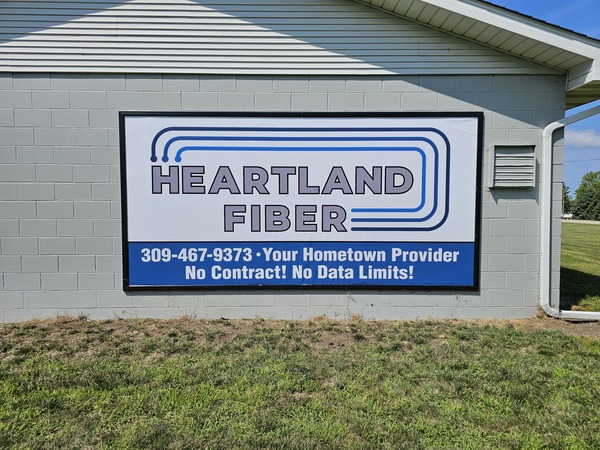 HEARTLAND
FIBER
309-467-9373 • Your Hometown Provider
No Contract! No Data Limits!